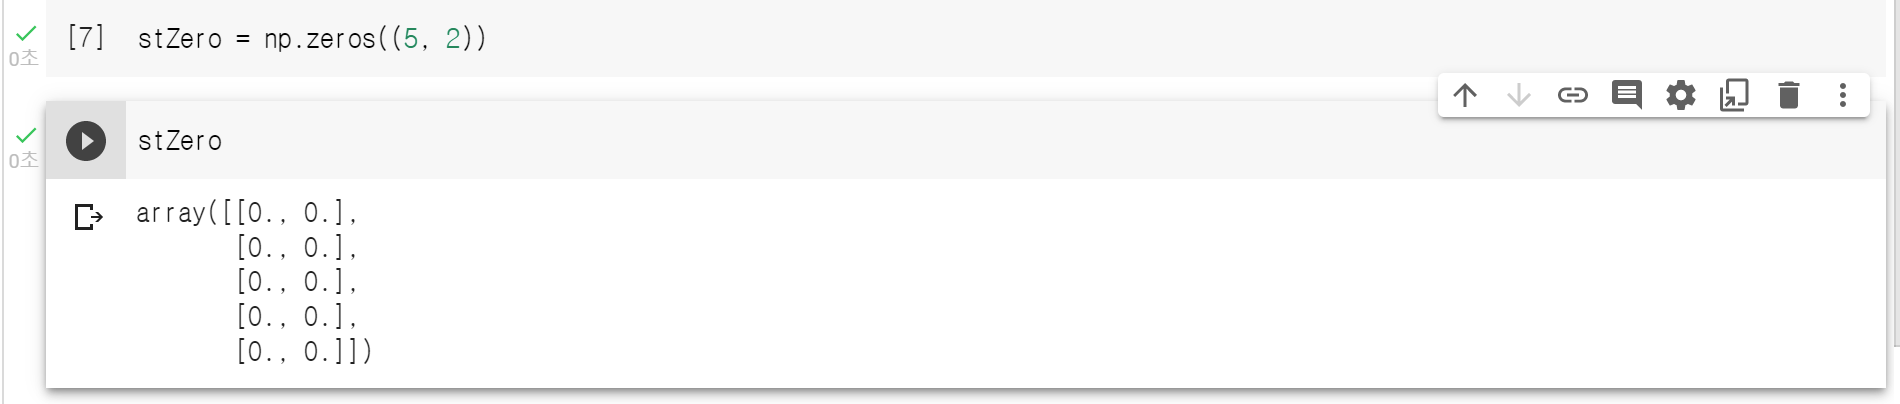 [7] stZero = np.zeros((5, 2))
0초
stZero
0초
array([[0., 0.],
[0., 0.],
[0., 0.],
[0., 0.],
[0., 0.]])